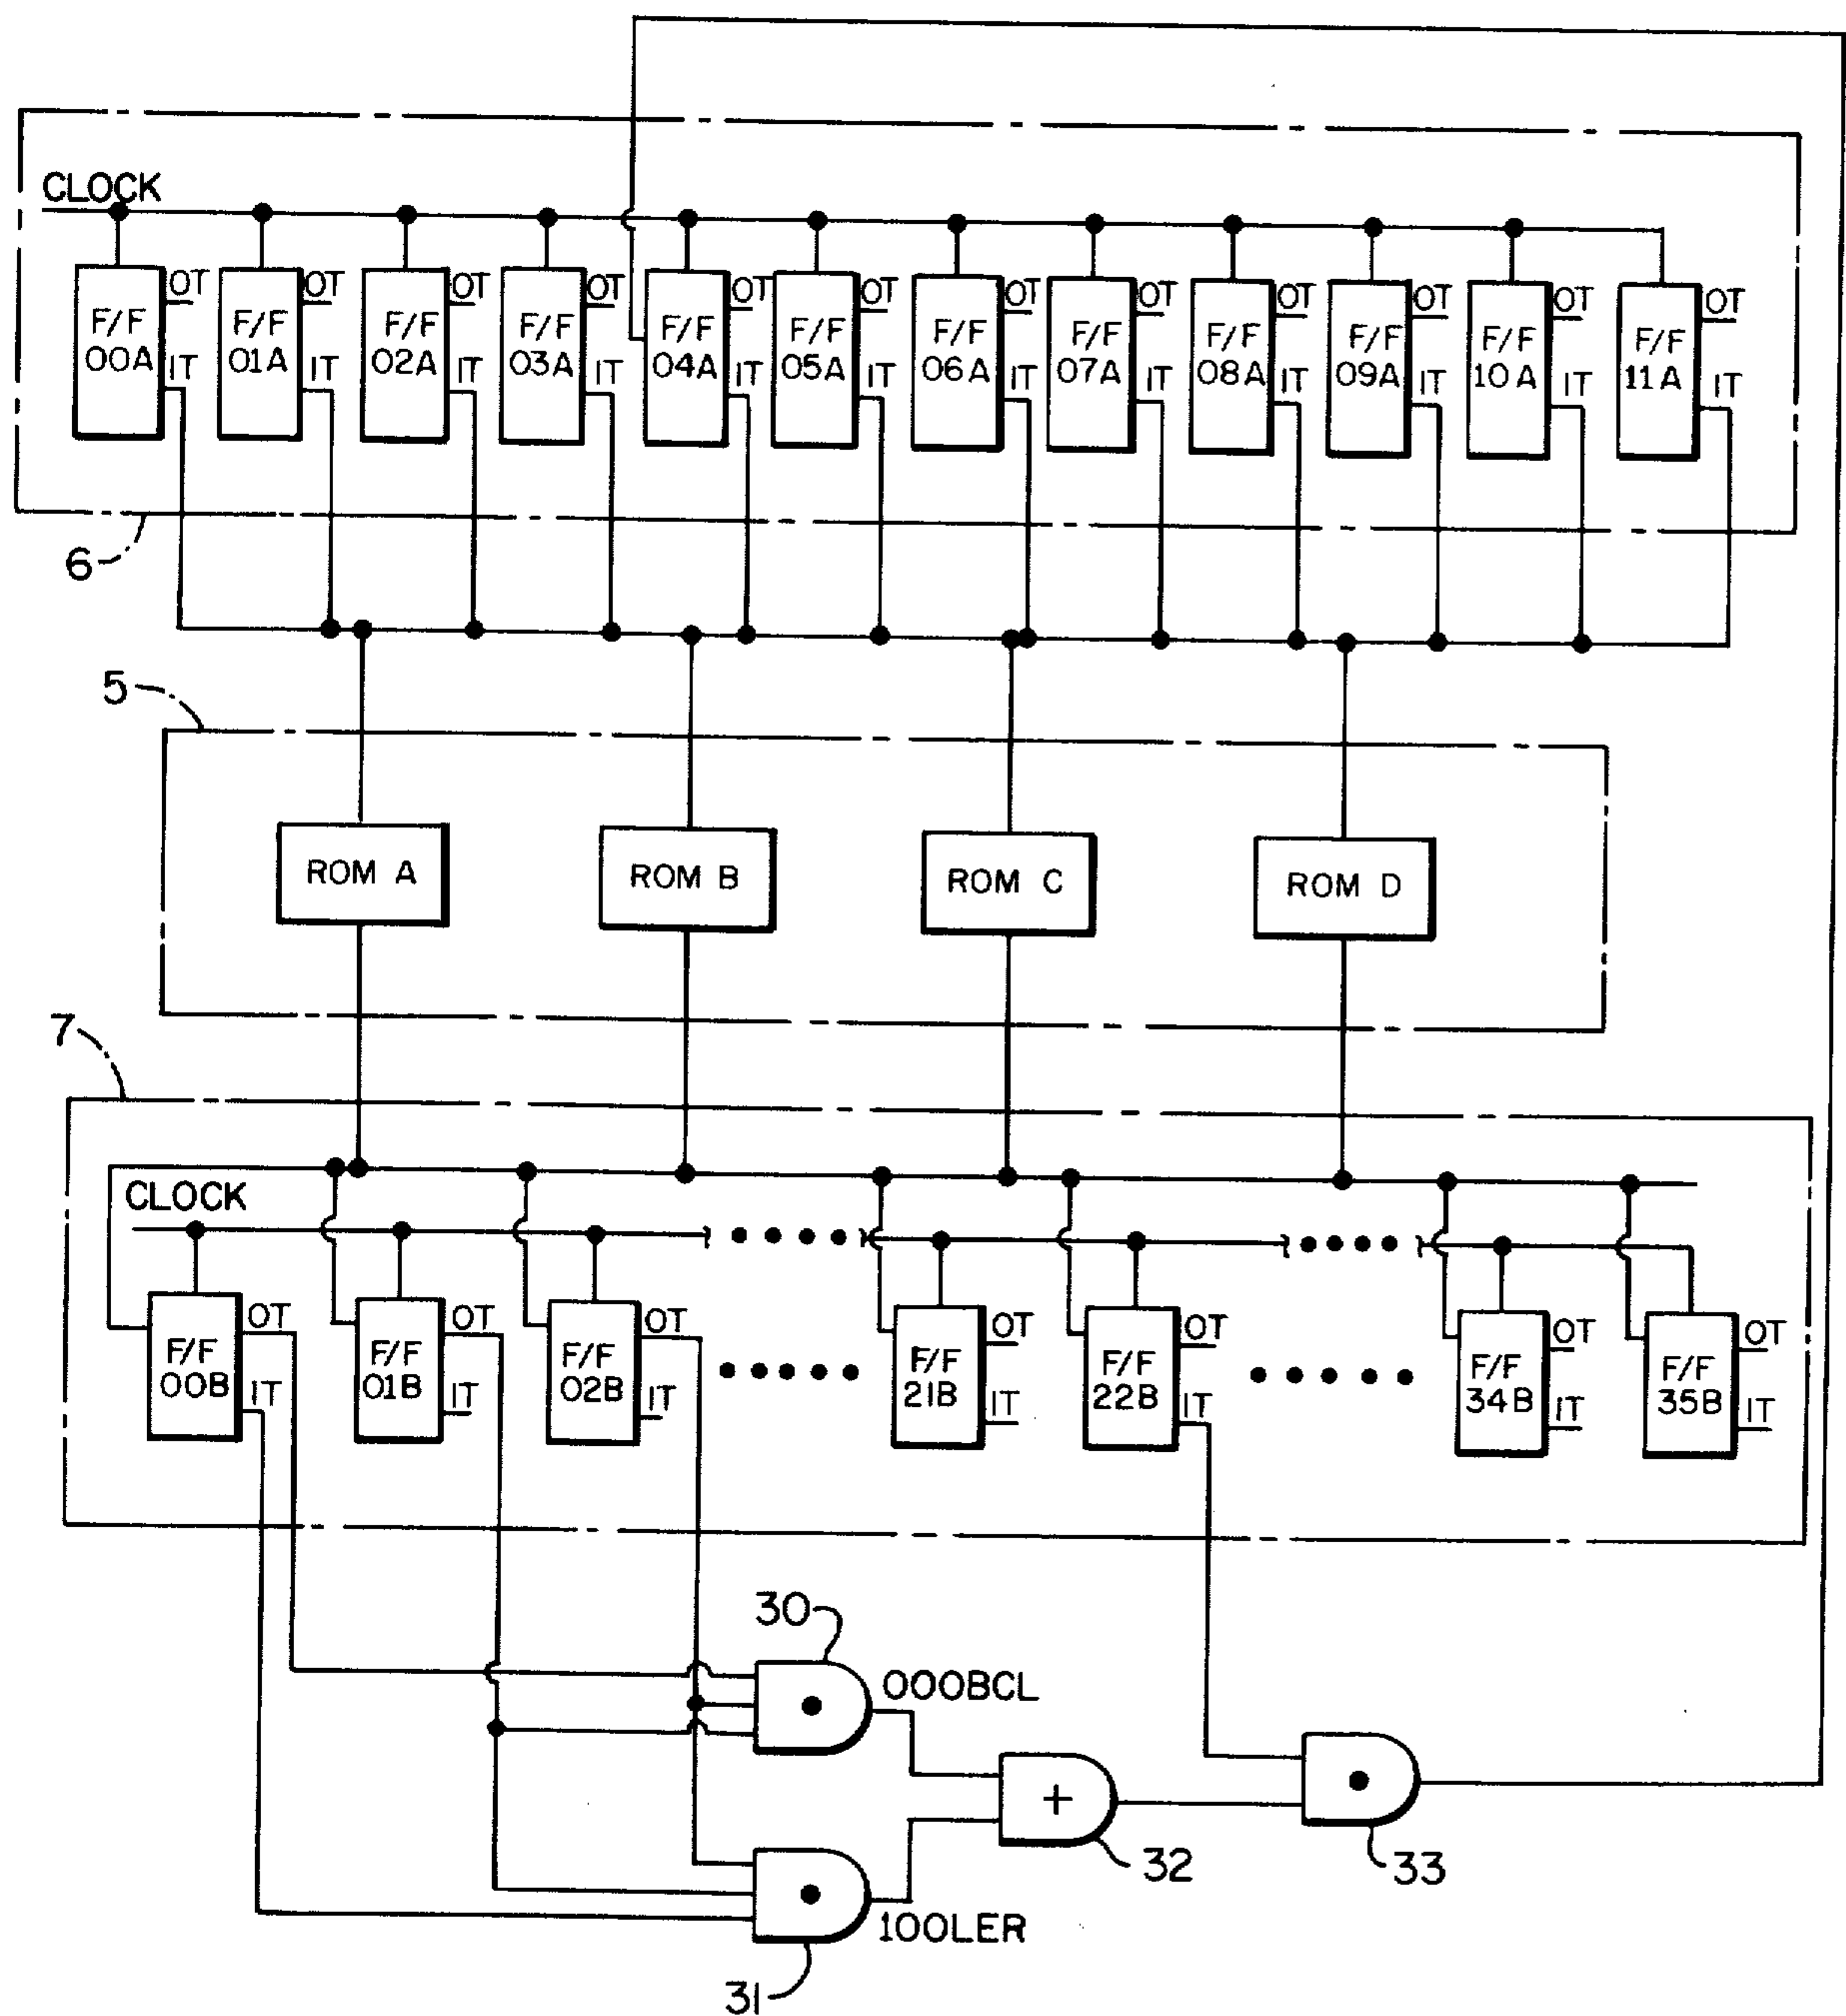 CLOCK
F/F 00A OT IT
F/F 01A OT IT
F/F 02A OT IT
F/F 03A OT IT
F/F 04A OT IT
F/F 05A OT IT
F/F 06A OT IT
F/F 07A OT IT
F/F 08A OT IT
F/F 09A OT IT
F/F 10A OT IT
F/F 11A OT IT
6
5
ROM A
ROM B
ROM C
ROM D
7
CLOCK
F/F 00B OT IT
F/F 01B OT IT
F/F 02B OT IT
F/F 21B OT IT
F/F 22B OT IT
F/F 34B OT IT
F/F 35B OT IT
30
000BCL
+
32
33
100LER
31